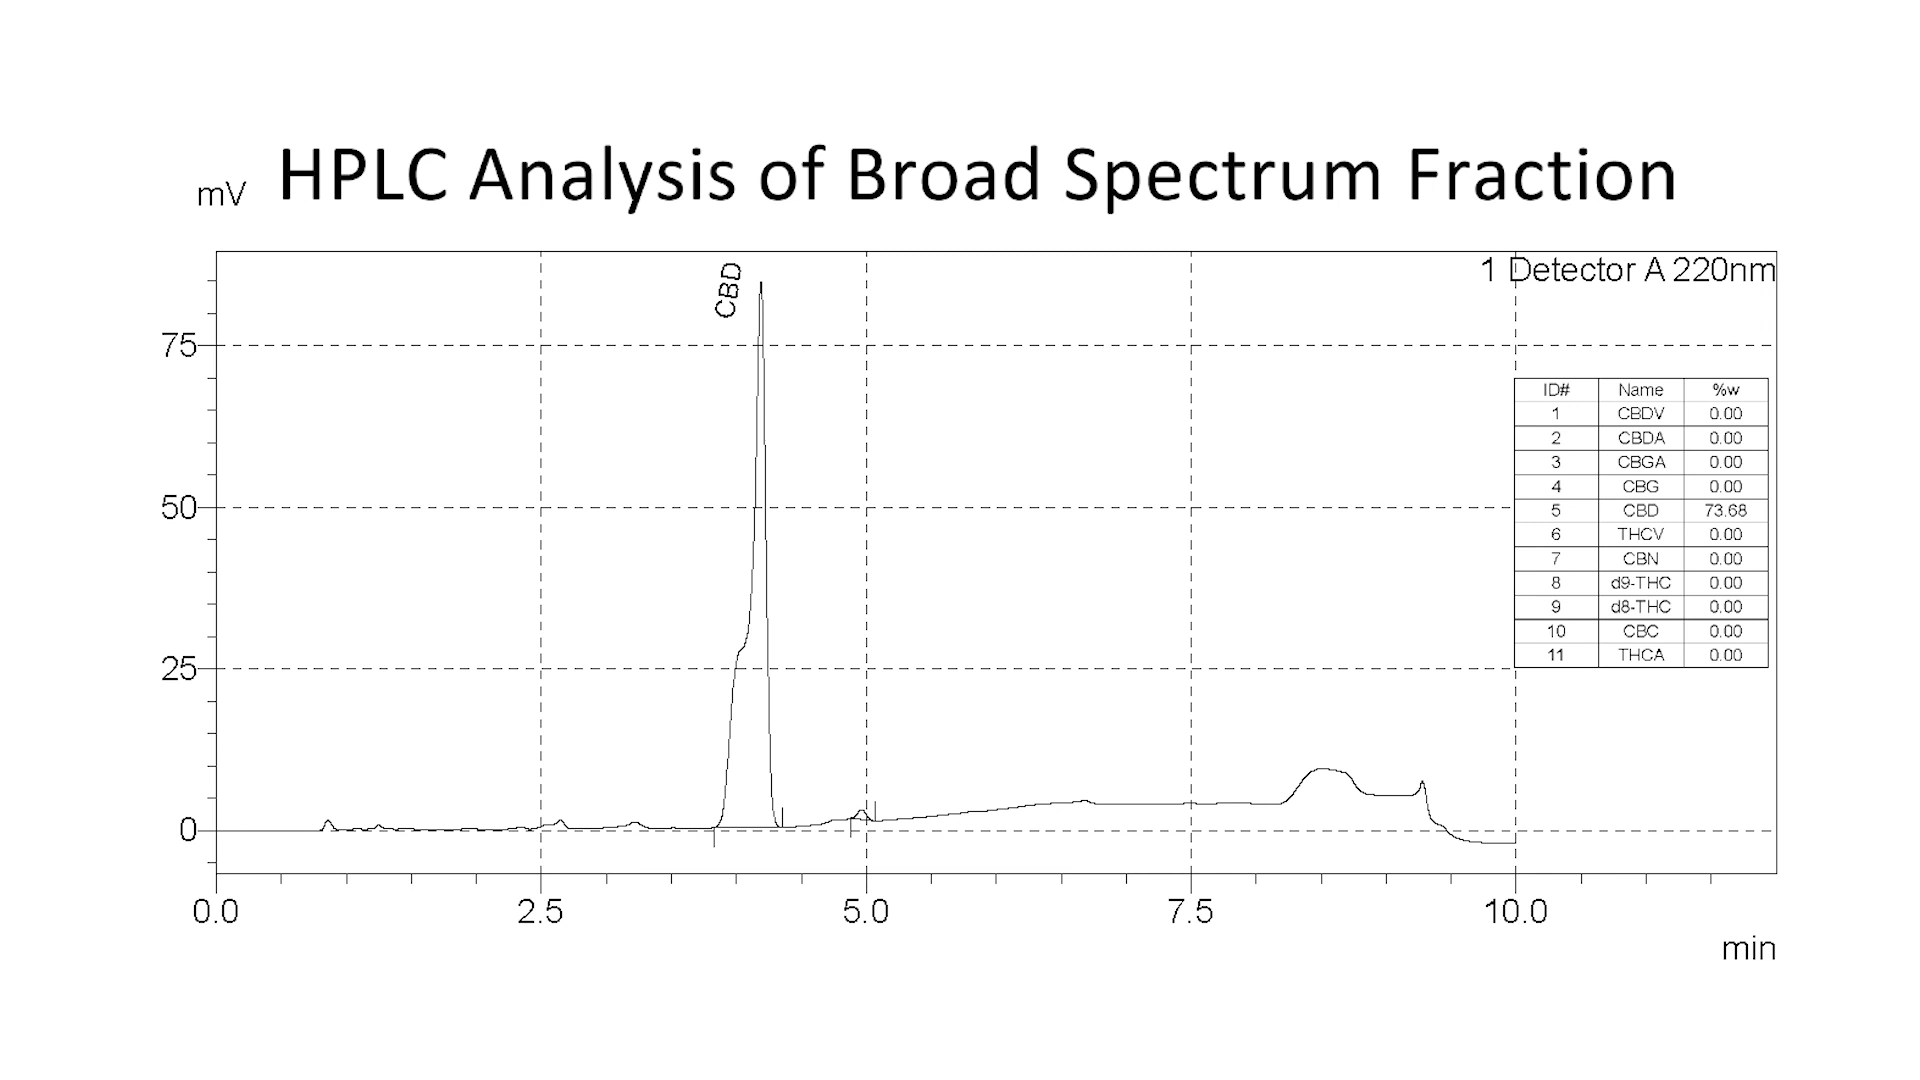 HPLC Analysis of Broad Spectrum Fraction
mV
1 Detector A 220nm
CBD
75
50
25
0
0.0 2.5 5.0 7.5 10.0
min
ID# Name %w
1 CBDV 0.00
2 CBDA 0.00
3 CBGA 0.00
4 CBG 0.00
5 CBD 73.68
6 THCV 0.00
7 CBN 0.00
8 d9-THC 0.00
9 d8-THC 0.00
10 CBC 0.00
11 THCA 0.00